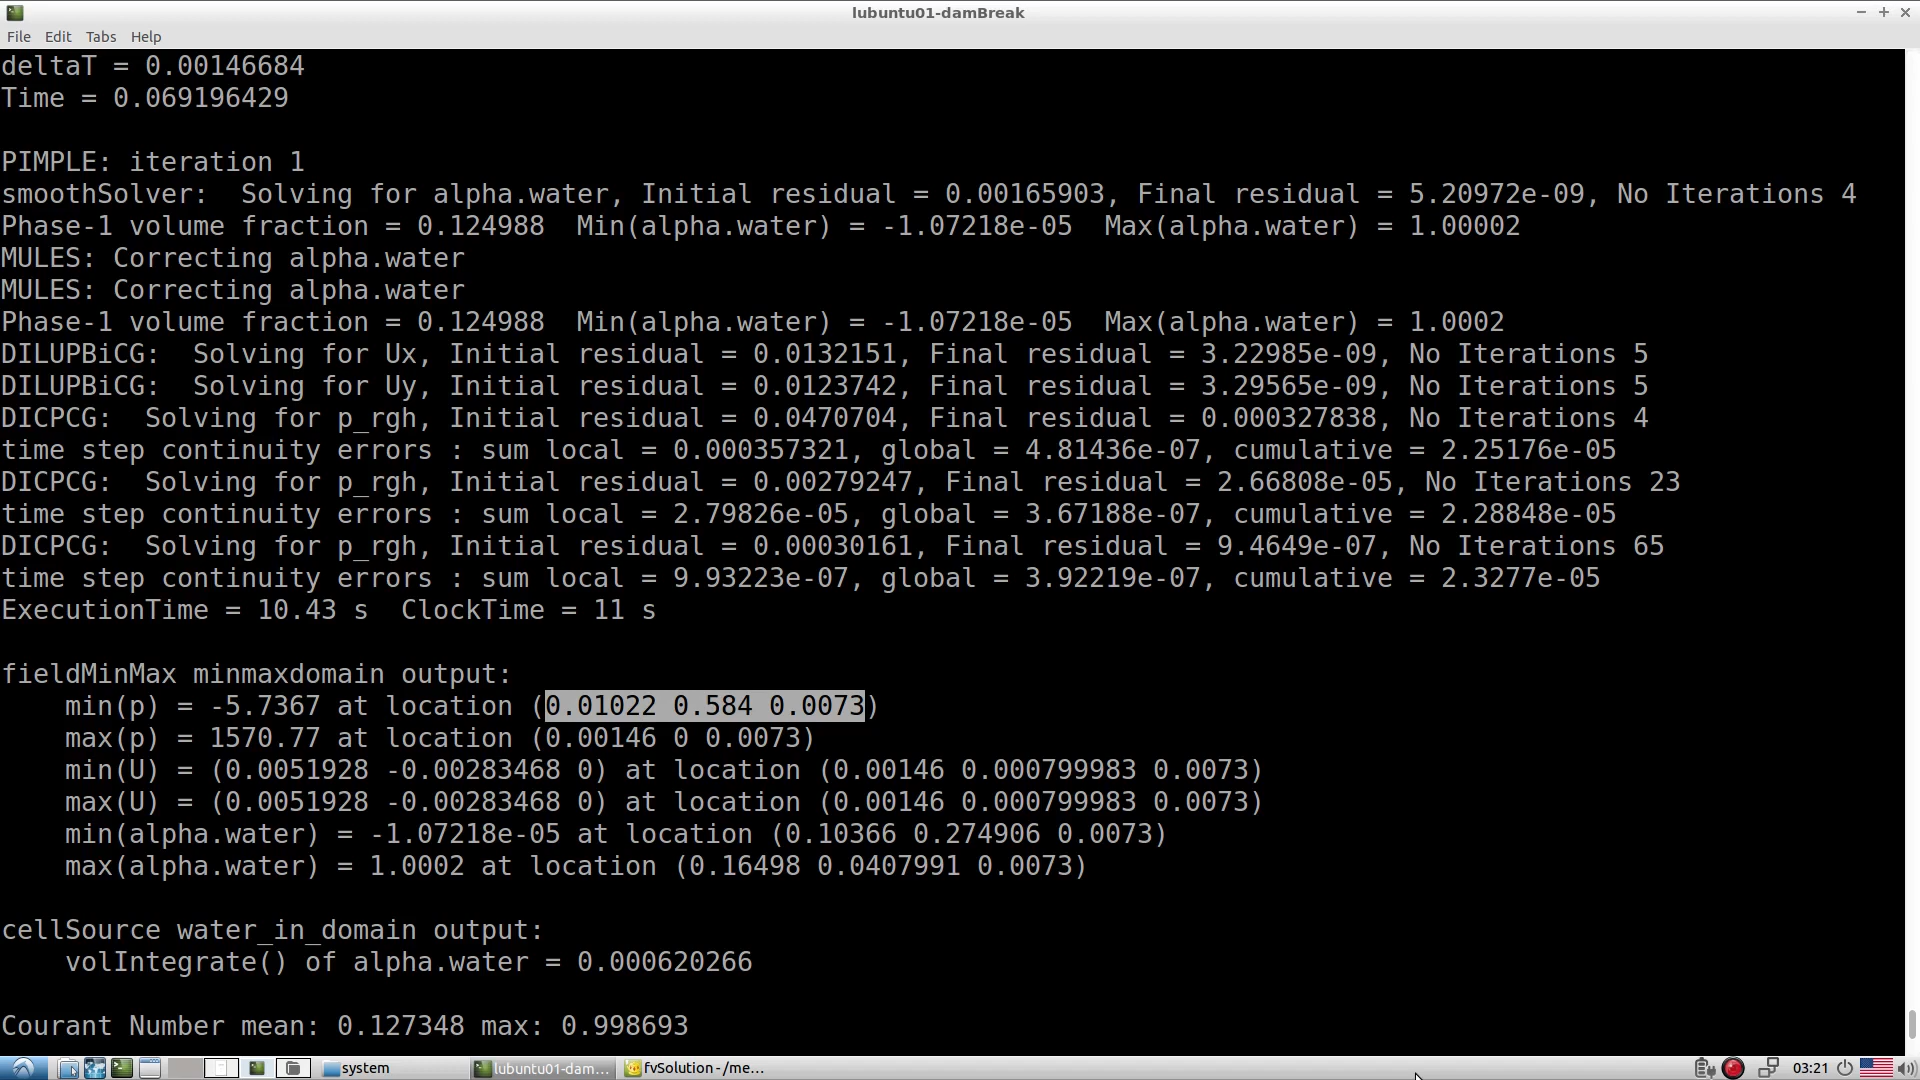 lubuntu01-damBreak
File Edit Tabs Help
deltaT = 0.00146684
Time = 0.069196429
PIMPLE: iteration 1
smoothSolver:  Solving for alpha.water, Initial residual = 0.00165903, Final residual = 5.20972e-09, No Iterations 4
Phase-1 volume fraction = 0.124988  Min(alpha.water) = -1.07218e-05  Max(alpha.water) = 1.00002
MULES: Correcting alpha.water
MULES: Correcting alpha.water
Phase-1 volume fraction = 0.124988  Min(alpha.water) = -1.07218e-05  Max(alpha.water) = 1.0002
DILUPBiCG:  Solving for Ux, Initial residual = 0.0132151, Final residual = 3.22985e-09, No Iterations 5
DILUPBiCG:  Solving for Uy, Initial residual = 0.0123742, Final residual = 3.29565e-09, No Iterations 5
DICPCG:  Solving for p_rgh, Initial residual = 0.0470704, Final residual = 0.000327838, No Iterations 4
time step continuity errors : sum local = 0.000357321, global = 4.81436e-07, cumulative = 2.25176e-05
DICPCG:  Solving for p_rgh, Initial residual = 0.00279247, Final residual = 2.66808e-05, No Iterations 23
time step continuity errors : sum local = 2.79826e-05, global = 3.67188e-07, cumulative = 2.28848e-05
DICPCG:  Solving for p_rgh, Initial residual = 0.00030161, Final residual = 9.4649e-07, No Iterations 65
time step continuity errors : sum local = 9.93223e-07, global = 3.92219e-07, cumulative = 2.3277e-05
ExecutionTime = 10.43 s  ClockTime = 11 s
fieldMinMax minmaxdomain output:
    min(p) = -5.7367 at location (0.01022 0.584 0.0073)
    max(p) = 1570.77 at location (0.00146 0 0.0073)
    min(U) = (0.0051928 -0.00283468 0) at location (0.00146 0.000799983 0.0073)
    max(U) = (0.0051928 -0.00283468 0) at location (0.00146 0.000799983 0.0073)
    min(alpha.water) = -1.07218e-05 at location (0.10366 0.274906 0.0073)
    max(alpha.water) = 1.0002 at location (0.16498 0.0407991 0.0073)
cellSource water_in_domain output:
    volIntegrate() of alpha.water = 0.000620266
Courant Number mean: 0.127348 max: 0.998693
system lubuntu01-dam... fvSolution - /me... 03:21